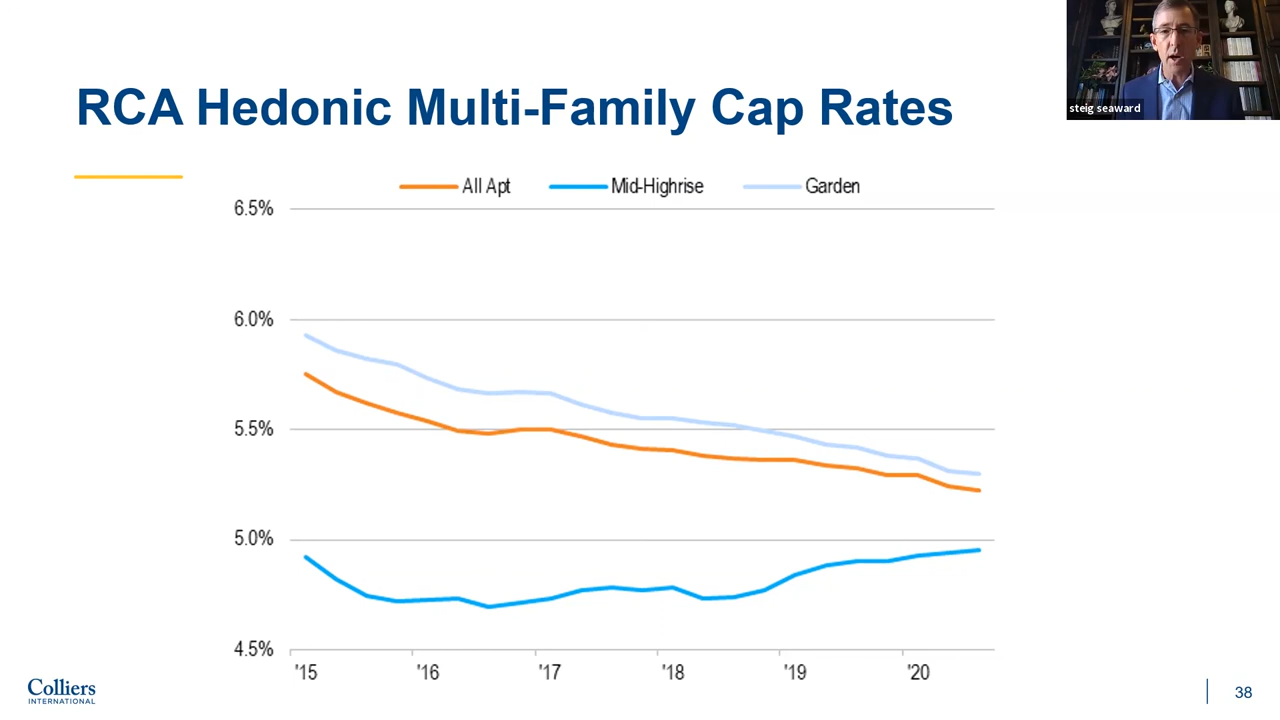 RCA Hedonic Multi-Family Cap Rates
steig seaward
All Apt Mid-Highrise Garden
6.5%
6.0%
5.5%
5.0%
4.5%
'15 '16 '17 '18 '19 '20
Colliers
INTERNATIONAL
38